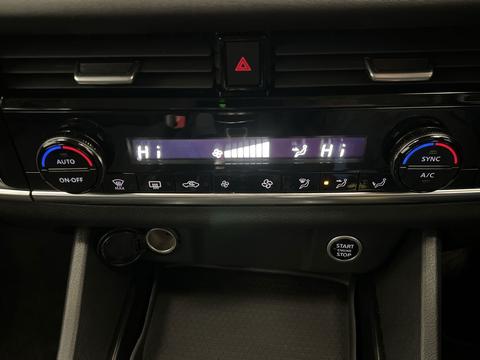 Hi Hi
AUTO
ON·OFF
SYNC
A/C
MAX
START
ENGINE
STOP